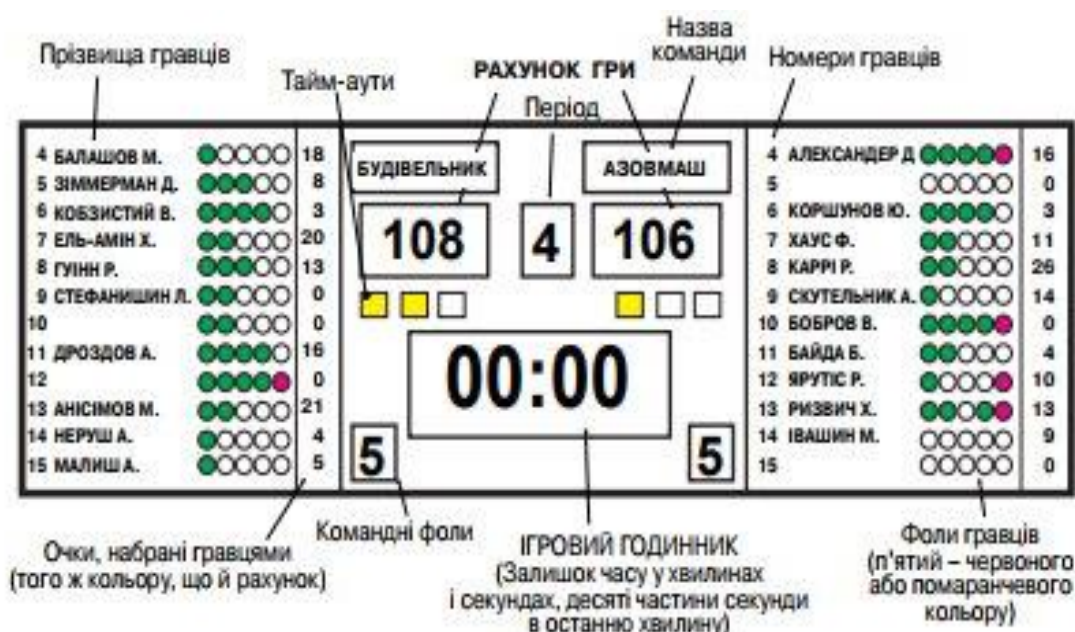 Прізвища гравців
Тайм-аути
РАХУНОК ГРИ
Період
Назва
команди
Номери гравців
4 БАЛАШОВ М. 18
5 ЗІММЕРМАН Д. 8
6 КОБЗИСТИЙ В. 3
7 ЕЛЬ-АМІН Х. 20
8 ГУІНН Р. 13
9 СТЕФАНИШИН Л. 0
10 0
11 ДРОЗДОВ А. 16
12 0
13 АНІСІМОВ М. 21
14 НЕРУШ А. 4
15 МАЛИШ А. 5
БУДІВЕЛЬНИК
АЗОВМАШ
108
4
106
00:00
5
5
4 АЛЕКСАНДЕР Д 16
5 0
6 КОРШУНОВ Ю. 3
7 ХАУС Ф. 11
8 КАРРІ Р. 26
9 СКУТЕЛЬНИК А. 14
10 БОБРОВ В. 0
11 БАЙДА Б. 4
12 ЯРУТІС Р. 10
13 РИЗВИЧ Х. 13
14 ІВАШИН М. 9
15 0
Очки, набрані гравцями
(того ж кольору, що й рахунок)
Командні фоли
ІГРОВИЙ ГОДИННИК
(Залишок часу у хвилинах
і секундах, десяті частини секунди
в останню хвилину)
Фоли гравців
(п'ятий – червоного
або помаранчевого
кольору)